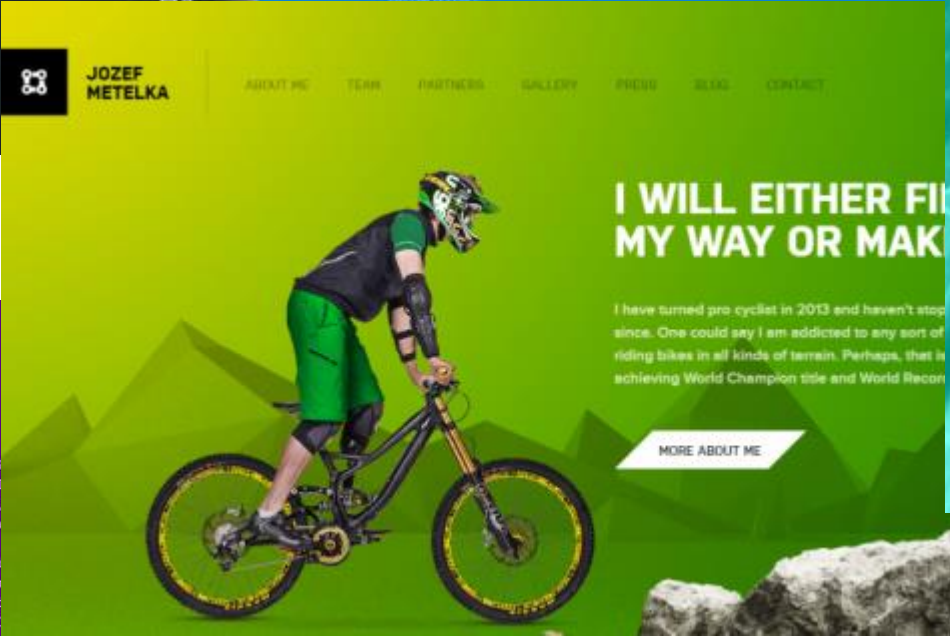 JOZEF
METELKA
ABOUT ME TEAM PARTNERS GALLERY PRESS BLOG CONTACT
I WILL EITHER FI
MY WAY OR MAK
I have turned pro cyclist in 2013 and haven't stop
since. One could say I am addicted to any sort of
riding bikes in all kinds of terrain. Perhaps, that is
achieving World Champion title and World Recor
MORE ABOUT ME